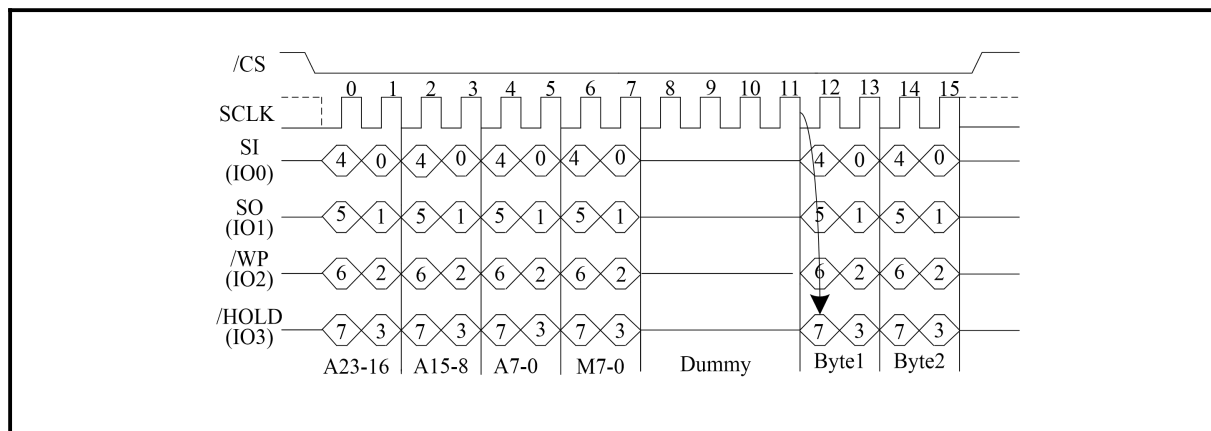 /CS
0 1 2 3 4 5 6 7 8 9 10 11 12 13 14 15
SCLK
SI
(IO0)
4 0 4 0 4 0 4 0 4 0 4 0
SO
(IO1)
5 1 5 1 5 1 5 1 5 1 5 1
/WP
(IO2)
6 2 6 2 6 2 6 2 6 2 6 2
/HOLD
(IO3)
7 3 7 3 7 3 7 3 7 3 7 3
A23-16 A15-8 A7-0 M7-0 Dummy Byte1 Byte2